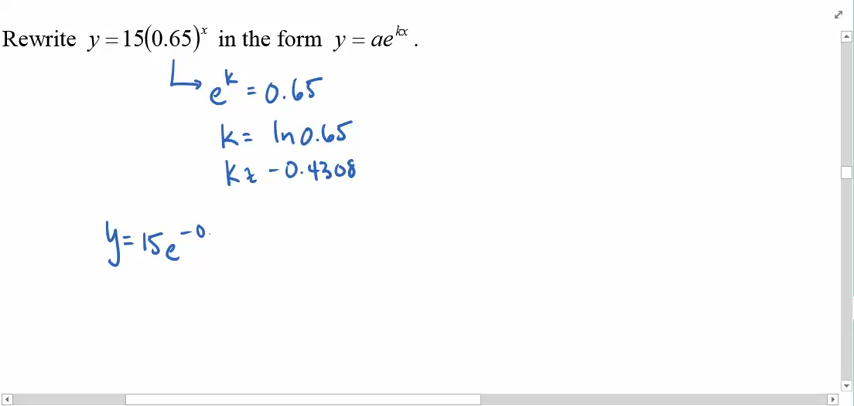 Rewrite y = 15(0.65)^x in the form y = ae^{kx}.
e^k = 0.65
k = ln 0.65
k ≈ -0.4308
y = 15e^{-0.}